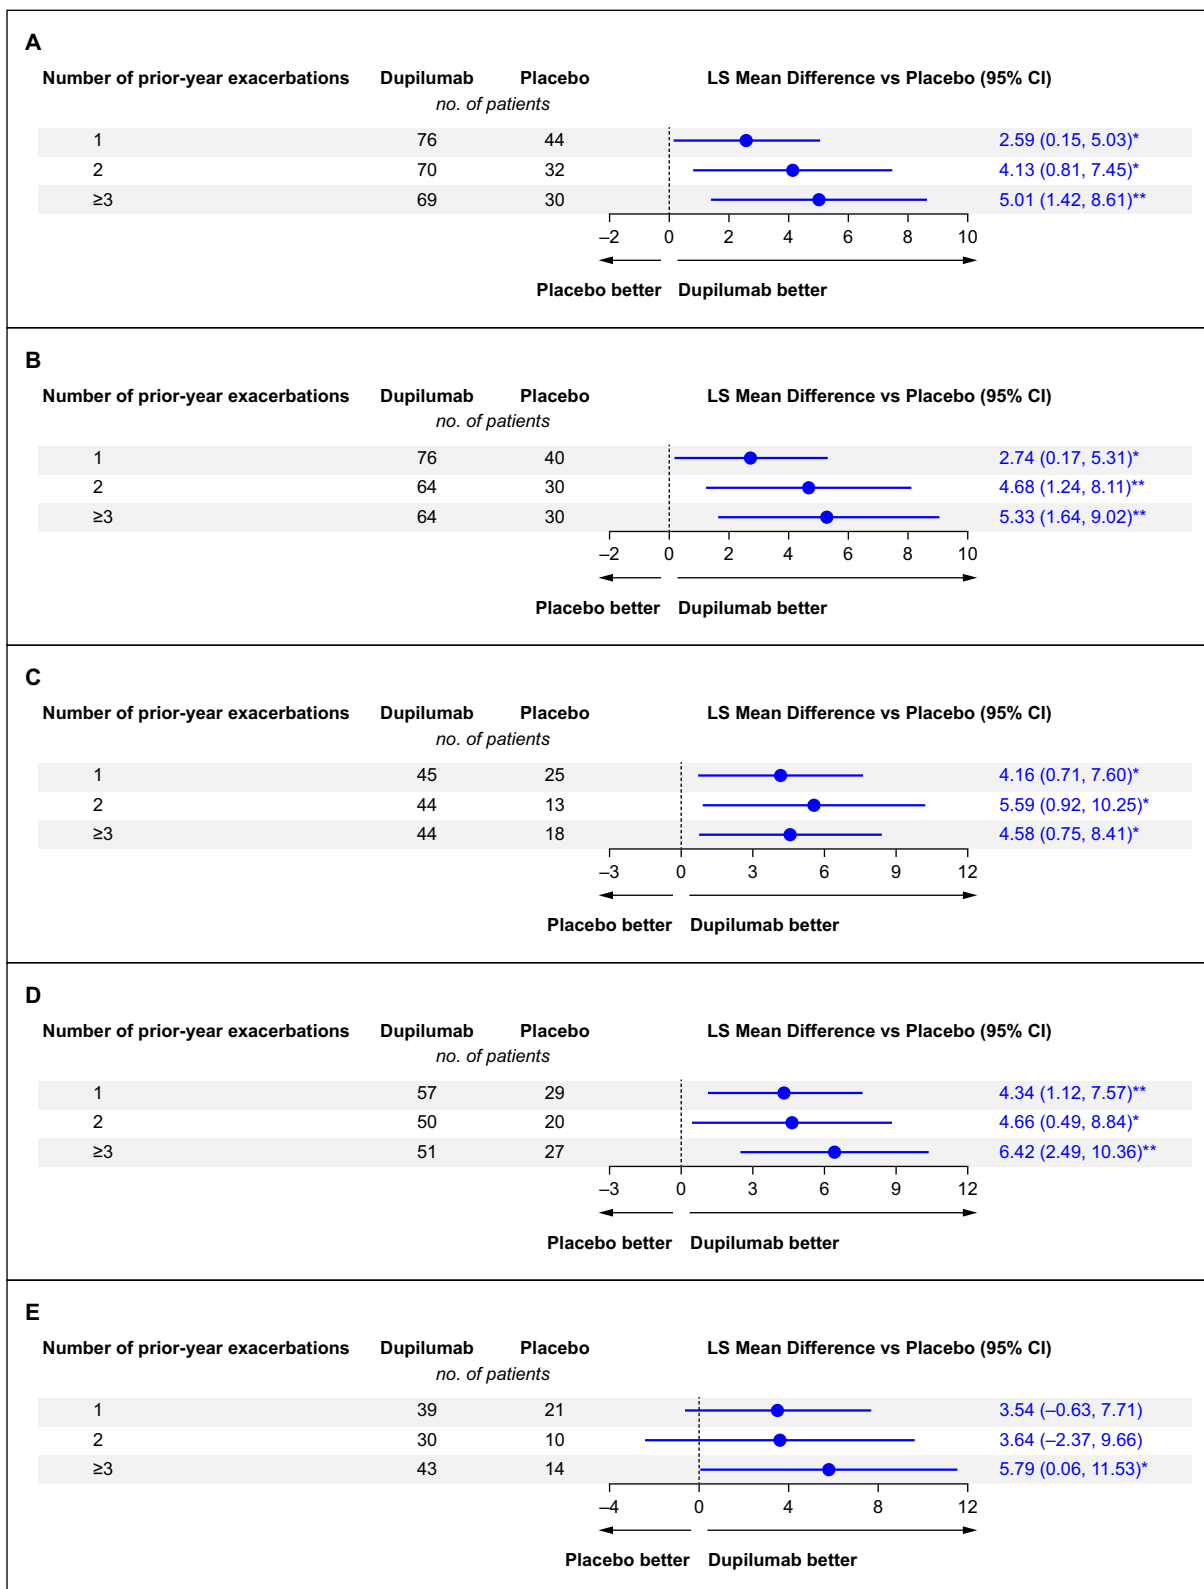 A
Number of prior-year exacerbations Dupilumab Placebo LS Mean Difference vs Placebo (95% CI)
no. of patients
1 76 44 2.59 (0.15, 5.03)*
2 70 32 4.13 (0.81, 7.45)*
≥3 69 30 5.01 (1.42, 8.61)**
–2 0 2 4 6 8 10
Placebo better Dupilumab better
B
Number of prior-year exacerbations Dupilumab Placebo LS Mean Difference vs Placebo (95% CI)
no. of patients
1 76 40 2.74 (0.17, 5.31)*
2 64 30 4.68 (1.24, 8.11)**
≥3 64 30 5.33 (1.64, 9.02)**
–2 0 2 4 6 8 10
Placebo better Dupilumab better
C
Number of prior-year exacerbations Dupilumab Placebo LS Mean Difference vs Placebo (95% CI)
no. of patients
1 45 25 4.16 (0.71, 7.60)*
2 44 13 5.59 (0.92, 10.25)*
≥3 44 18 4.58 (0.75, 8.41)*
–3 0 3 6 9 12
Placebo better Dupilumab better
D
Number of prior-year exacerbations Dupilumab Placebo LS Mean Difference vs Placebo (95% CI)
no. of patients
1 57 29 4.34 (1.12, 7.57)**
2 50 20 4.66 (0.49, 8.84)*
≥3 51 27 6.42 (2.49, 10.36)**
–3 0 3 6 9 12
Placebo better Dupilumab better
E
Number of prior-year exacerbations Dupilumab Placebo LS Mean Difference vs Placebo (95% CI)
no. of patients
1 39 21 3.54 (–0.63, 7.71)
2 30 10 3.64 (–2.37, 9.66)
≥3 43 14 5.79 (0.06, 11.53)*
–4 0 4 8 12
Placebo better Dupilumab better